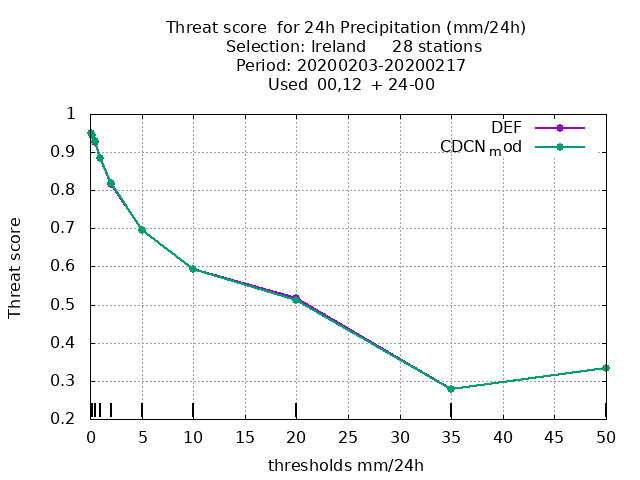 Threat score  for 24h Precipitation (mm/24h)
Selection: Ireland     28 stations
Period: 20200203-20200217
Used  00,12  + 24-00
DEF
CDCNmod
Threat score
1
0.9
0.8
0.7
0.6
0.5
0.4
0.3
0.2
0 5 10 15 20 25 30 35 40 45 50
thresholds mm/24h